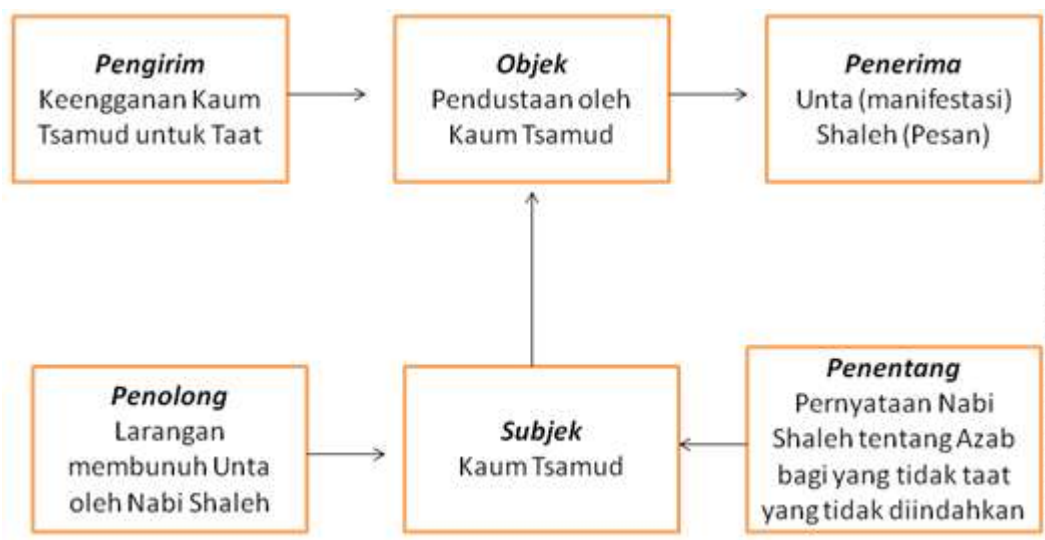 Pengirim
Keengganan Kaum
Tsamud untuk Taat
Objek
Pendustaan oleh
Kaum Tsamud
Penerima
Unta (manifestasi)
Shaleh (Pesan)
Penolong
Larangan
membunuh Unta
oleh Nabi Shaleh
Subjek
Kaum Tsamud
Penentang
Pernyataan Nabi
Shaleh tentang Azab
bagi yang tidak taat
yang tidak diindahkan